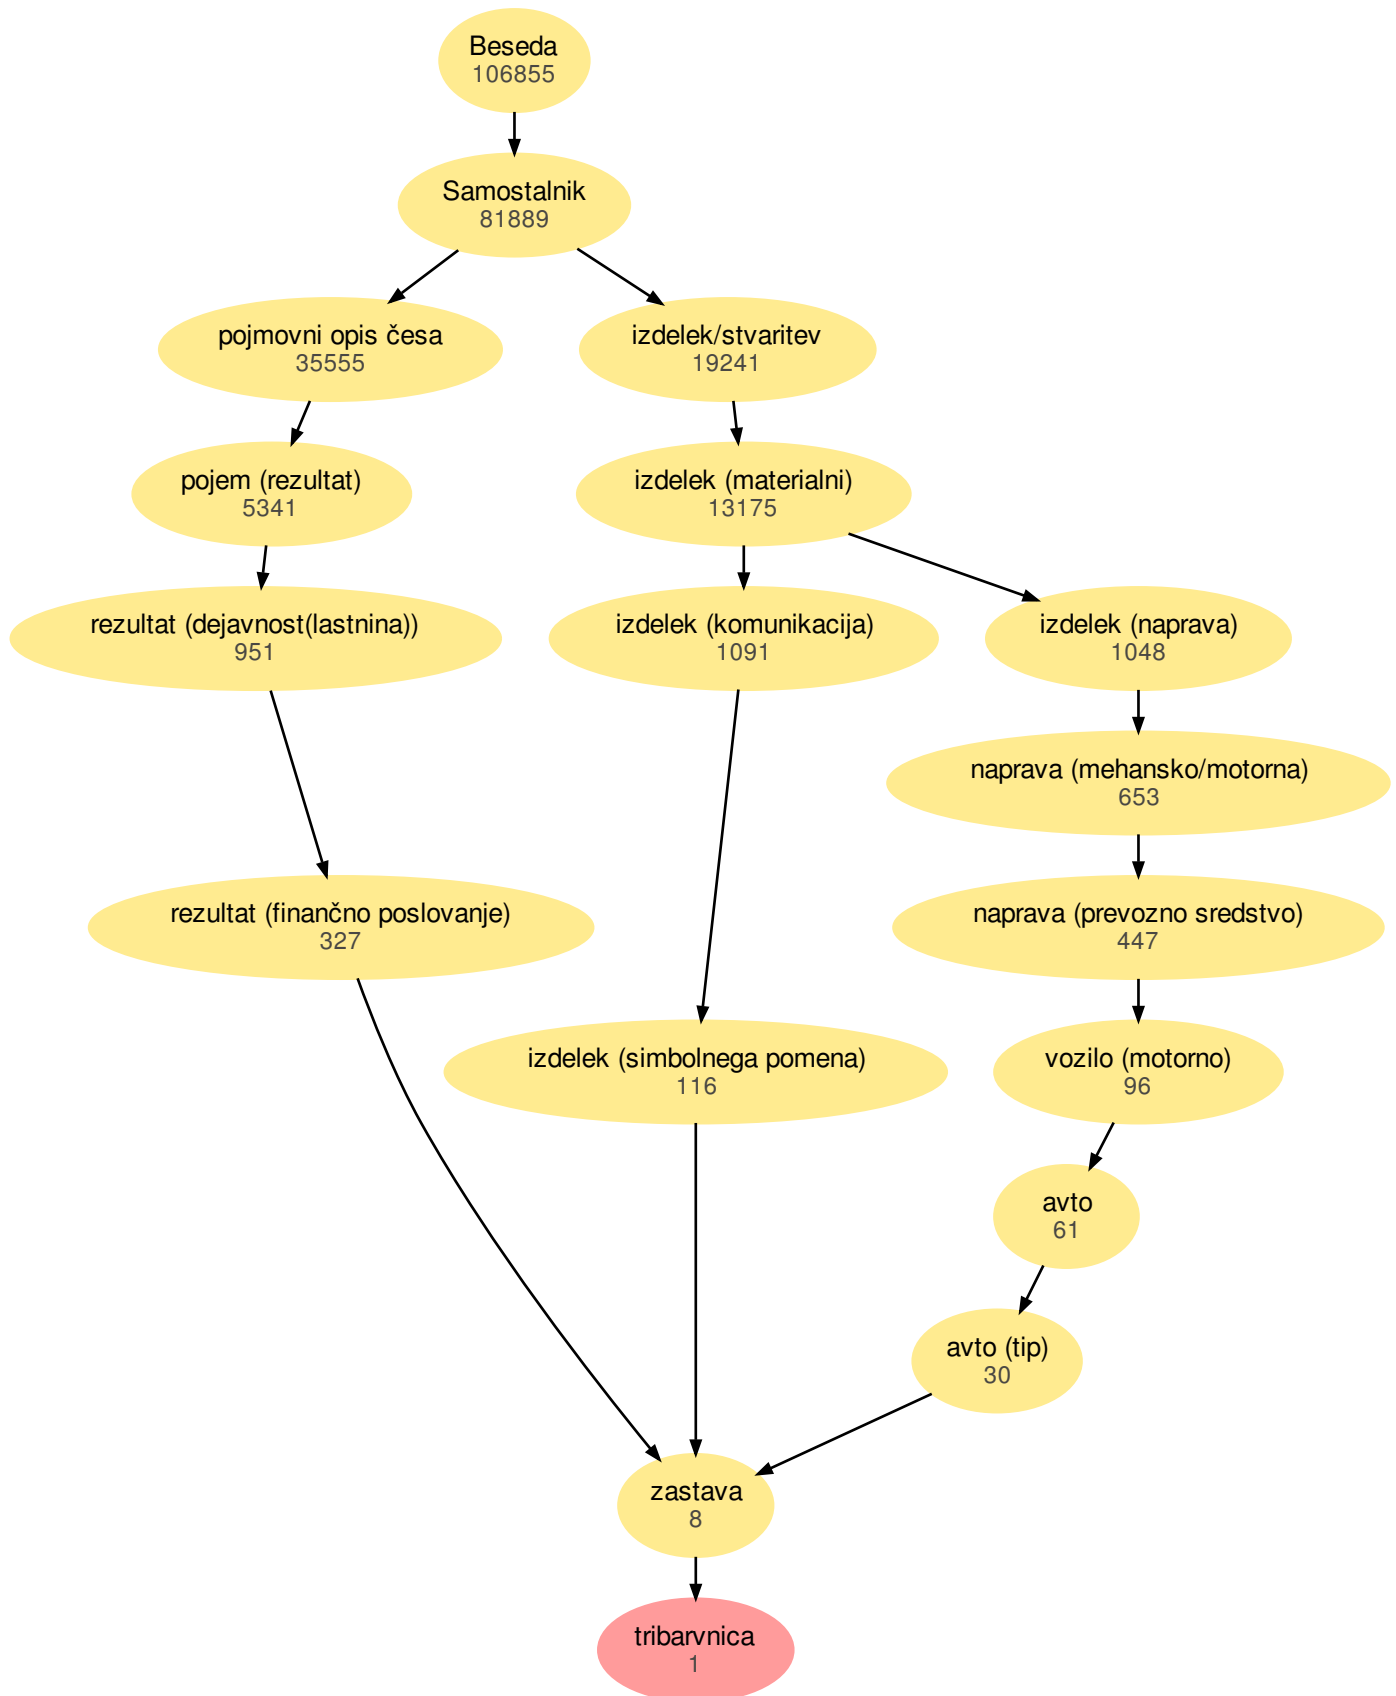 Beseda
106855
Samostalnik
81889
pojmovni opis česa
35555
izdelek/stvaritev
19241
pojem (rezultat)
5341
izdelek (materialni)
13175
rezultat (dejavnost(lastnina))
951
izdelek (komunikacija)
1091
izdelek (naprava)
1048
naprava (mehansko/motorna)
653
rezultat (finančno poslovanje)
327
naprava (prevozno sredstvo)
447
izdelek (simbolnega pomena)
116
vozilo (motorno)
96
avto
61
avto (tip)
30
zastava
8
tribarvnica
1